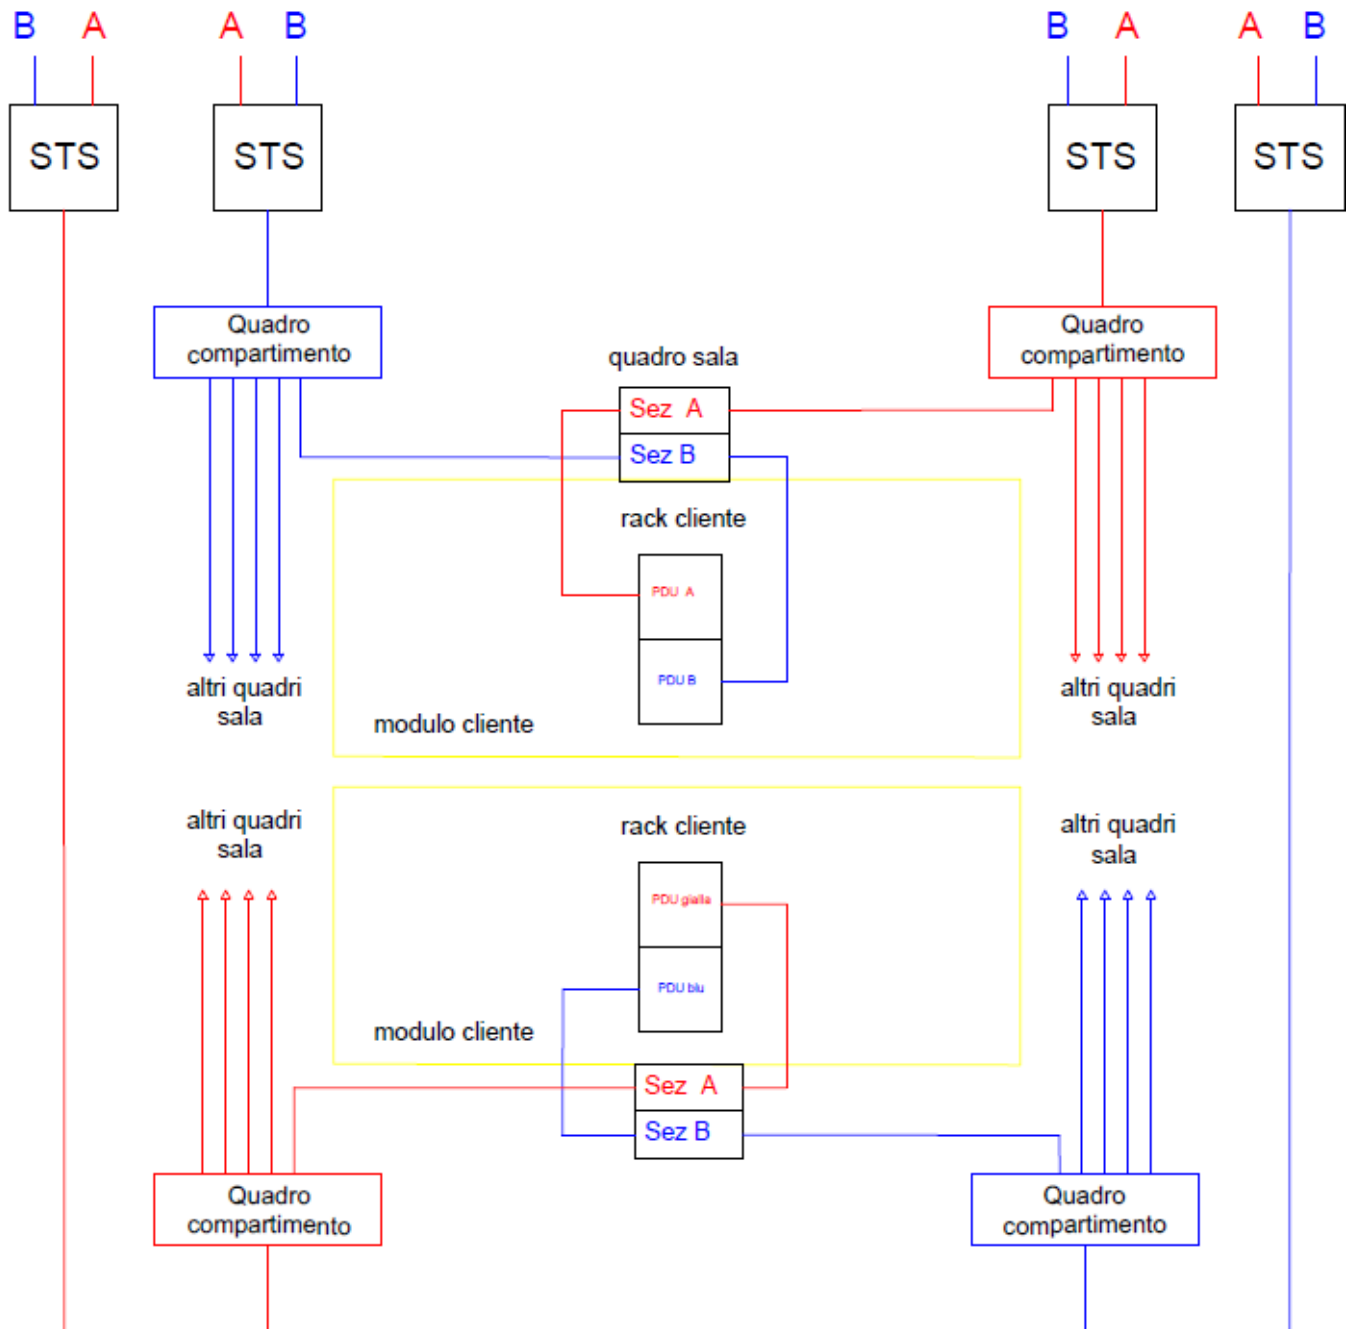 B A A B B A A B
STS STS STS STS
Quadro
compartimento
Quadro
compartimento
quadro sala
Sez A
Sez B
rack cliente
PDU A
PDU B
altri quadri
sala
altri quadri
sala
modulo cliente
altri quadri
sala
rack cliente
altri quadri
sala
PDU gialla
PDU blu
modulo cliente
Sez A
Sez B
Quadro
compartimento
Quadro
compartimento